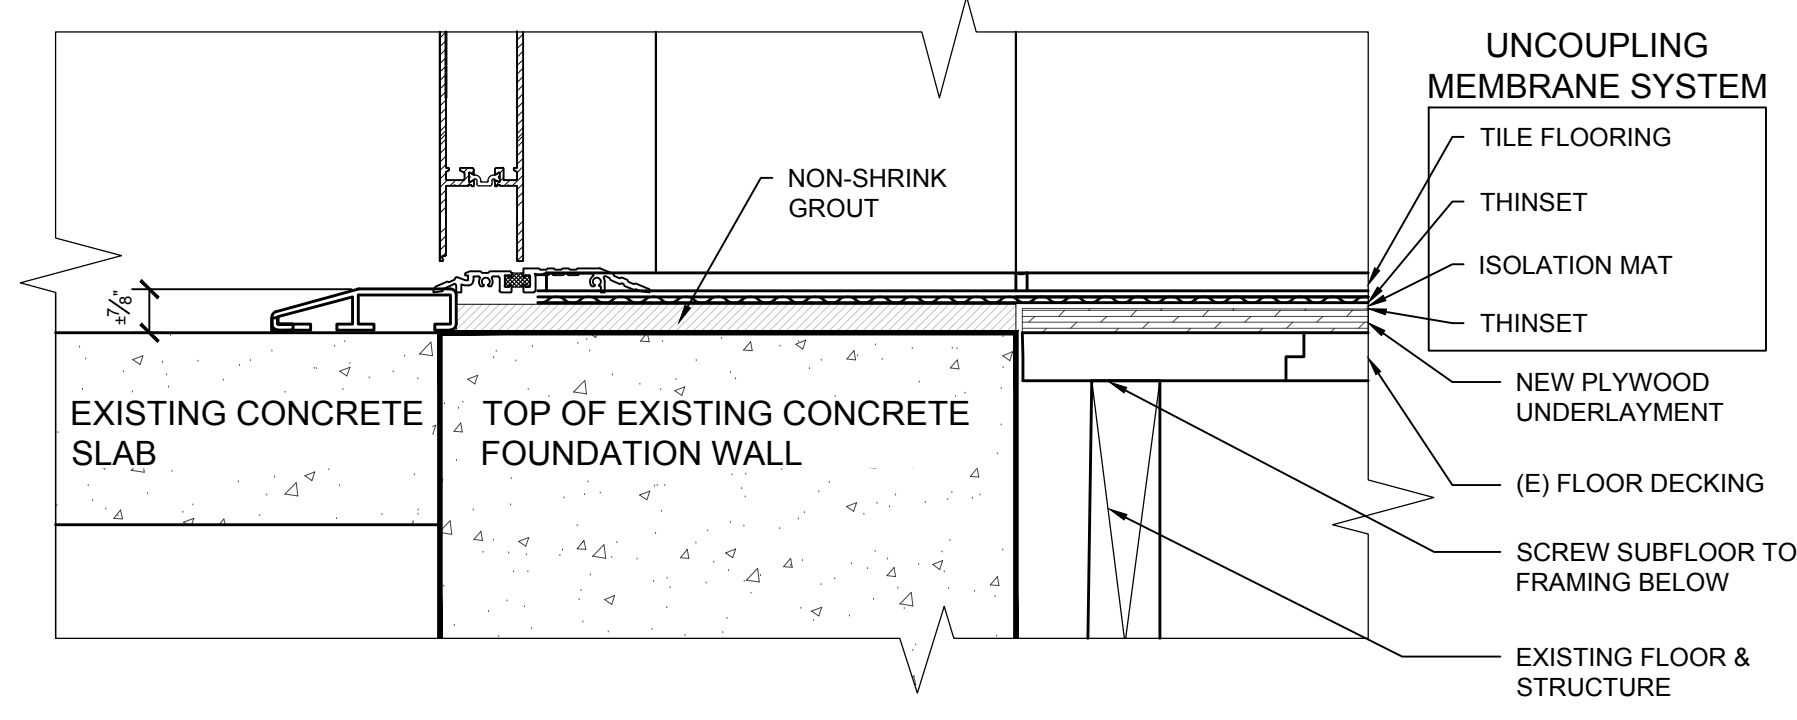 UNCOUPLING
MEMBRANE SYSTEM
TILE FLOORING
THINSET
ISOLATION MAT
THINSET
NON-SHRINK
GROUT
±7/8"
EXISTING CONCRETE
SLAB
TOP OF EXISTING CONCRETE
FOUNDATION WALL
NEW PLYWOOD
UNDERLAYMENT
(E) FLOOR DECKING
SCREW SUBFLOOR TO
FRAMING BELOW
EXISTING FLOOR &
STRUCTURE